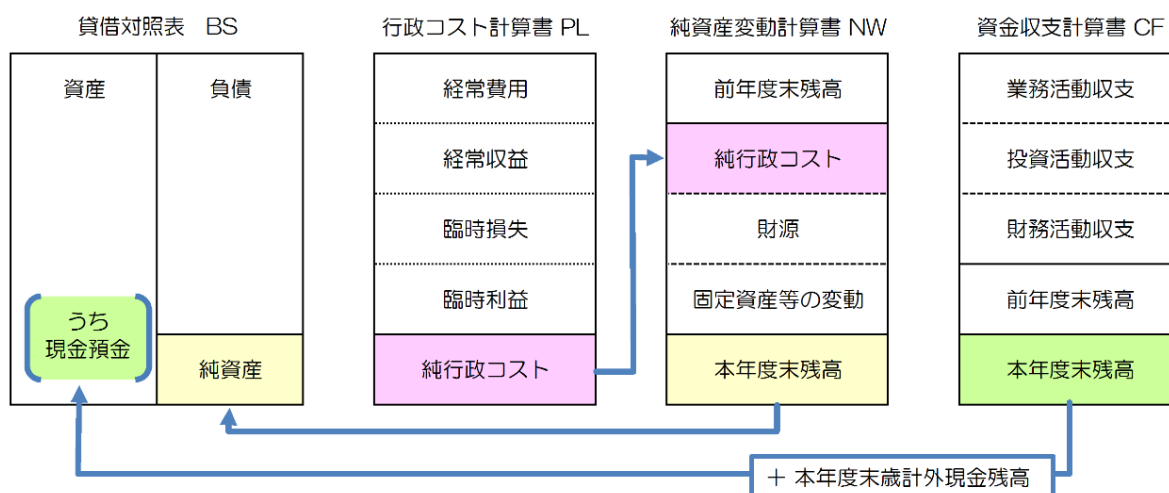 貸借対照表　BS
資産
負債
うち
現金預金
純資産
行政コスト計算書 PL
経常費用
経常収益
臨時損失
臨時利益
純行政コスト
純資産変動計算書 NW
前年度末残高
純行政コスト
財源
固定資産等の変動
本年度末残高
資金収支計算書 CF
業務活動収支
投資活動収支
財務活動収支
前年度末残高
本年度末残高
＋ 本年度末歳計外現金残高